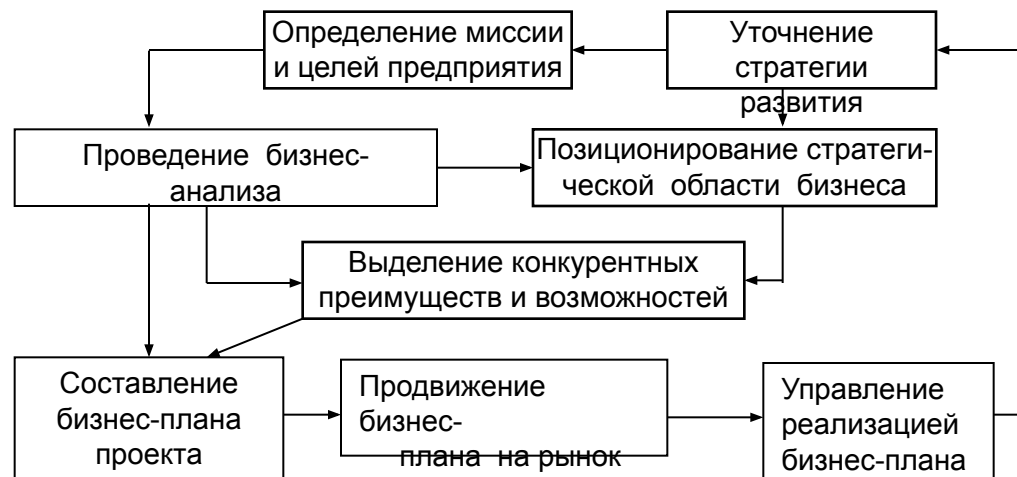 Определение миссии
и целей предприятия
Уточнение
стратегии
развития
Проведение бизнес-
анализа
Позиционирование стратеги-
ческой области бизнеса
Выделение конкурентных
преимуществ и возможностей
Составление
бизнес-плана
проекта
Продвижение
бизнес-
плана на рынок
Управление
реализацией
бизнес-плана